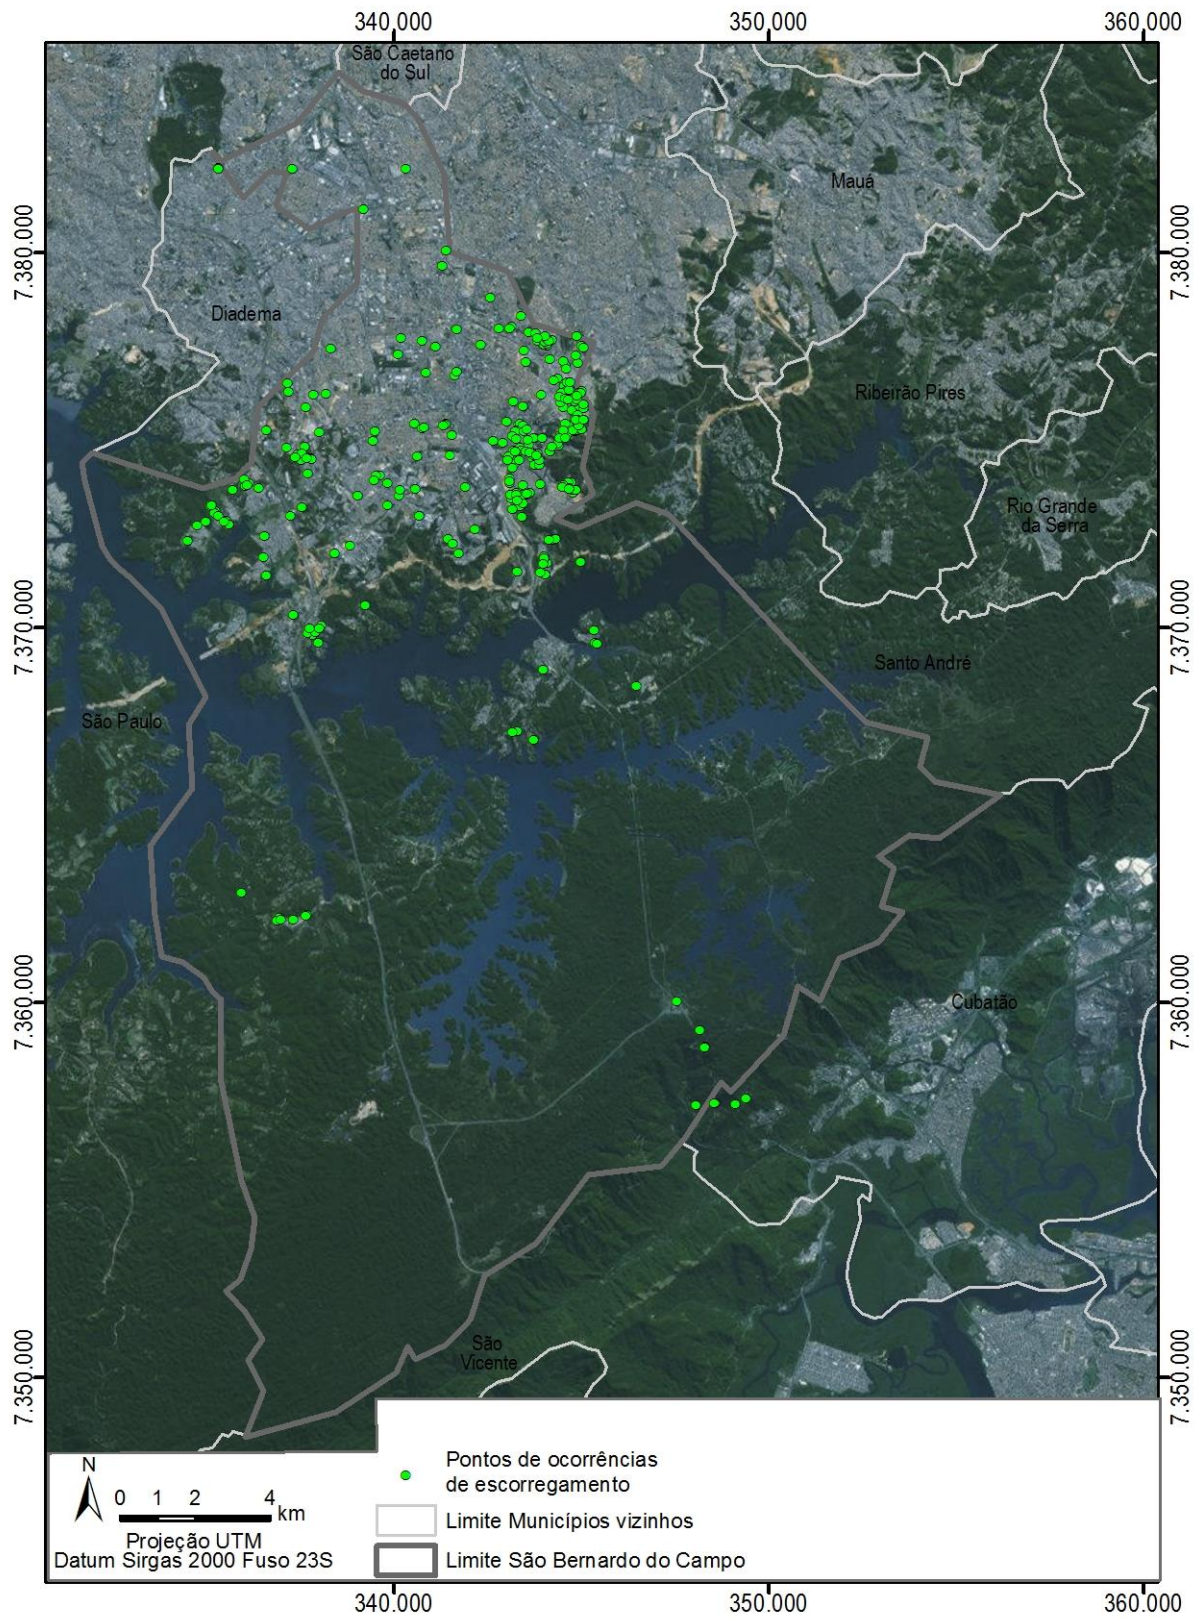 340.000
350.000
360.000
São Caetano
do Sul
Mauá
7.380.000
7.380.000
Diadema
Ribeirão Pires
Rio Grande
da Serra
7.370.000
7.370.000
Santo André
São Paulo
7.360.000
Cubatão
7.360.000
São
Vicente
7.350.000
7.350.000
N
0 1 2 4
km
Projeção UTM
Datum Sirgas 2000 Fuso 23S
Pontos de ocorrências
de escorregamento
Limite Municípios vizinhos
Limite São Bernardo do Campo
340.000
350.000
360.000